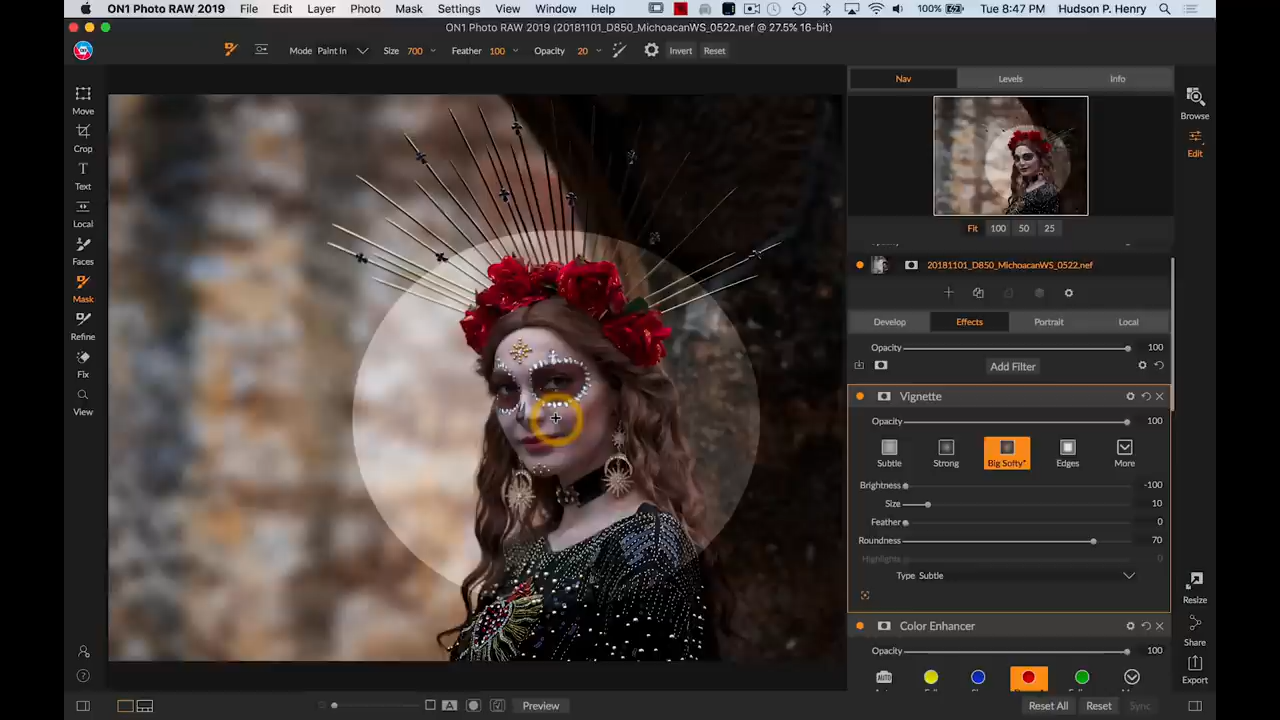 ON1 Photo RAW 2019 File Edit Layer Photo Mask Settings View Window Help 100% Tue 8:47 PM Hudson P. Henry
ON1 Photo RAW 2019 (20181101_D850_MichoacanWS_0522.nef @ 27.5% 16-bit)
Mode Paint In Size 700 Feather 100 Opacity 20 Invert Reset
Nav Levels Info
Move
Crop
Text
Local
Faces
Mask
Refine
Fix
View
Browse
Edit
Fit 100 50 25
20181101_D850_MichoacanWS_0522.nef
Develop Effects Portrait Local
Opacity 100
Add Filter
Vignette
Opacity 100
Subtle Strong Big Softy* Edges More
Brightness -100
Size 10
Feather 0
Roundness 70
Highlights 0
Type Subtle
Color Enhancer
Opacity 100
AUTO
Resize
Share
Export
A Preview Reset All Reset Sync